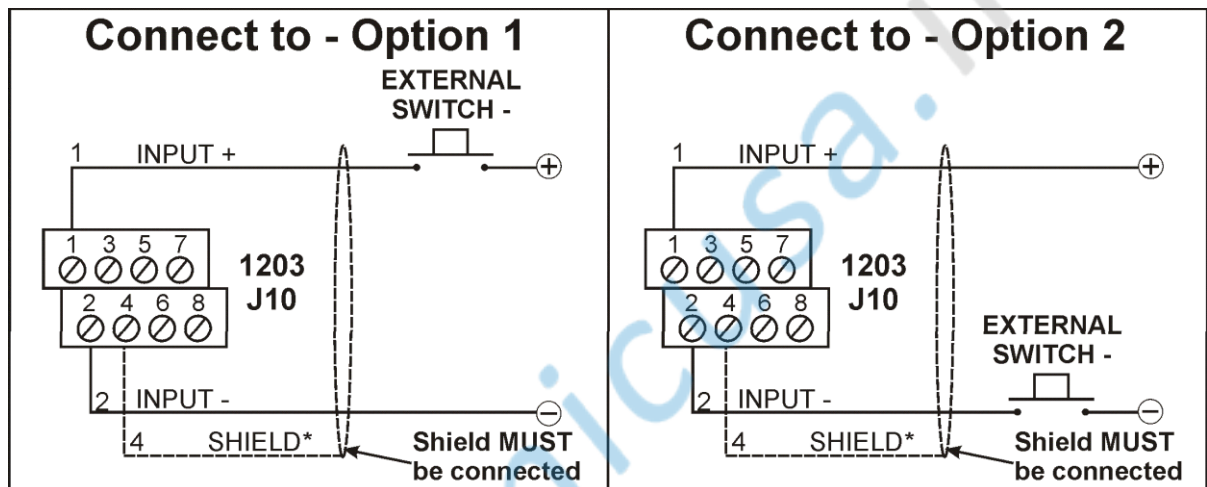 Connect to - Option 1
EXTERNAL
SWITCH -
1 INPUT +
+
1 3 5 7
1203
J10
2 4 6 8
2 INPUT -
-
4 SHIELD*
Shield MUST
be connected
Connect to - Option 2
1 INPUT +
+
1 3 5 7
1203
J10
2 4 6 8
EXTERNAL
SWITCH -
2 INPUT -
-
4 SHIELD*
Shield MUST
be connected
icusa.